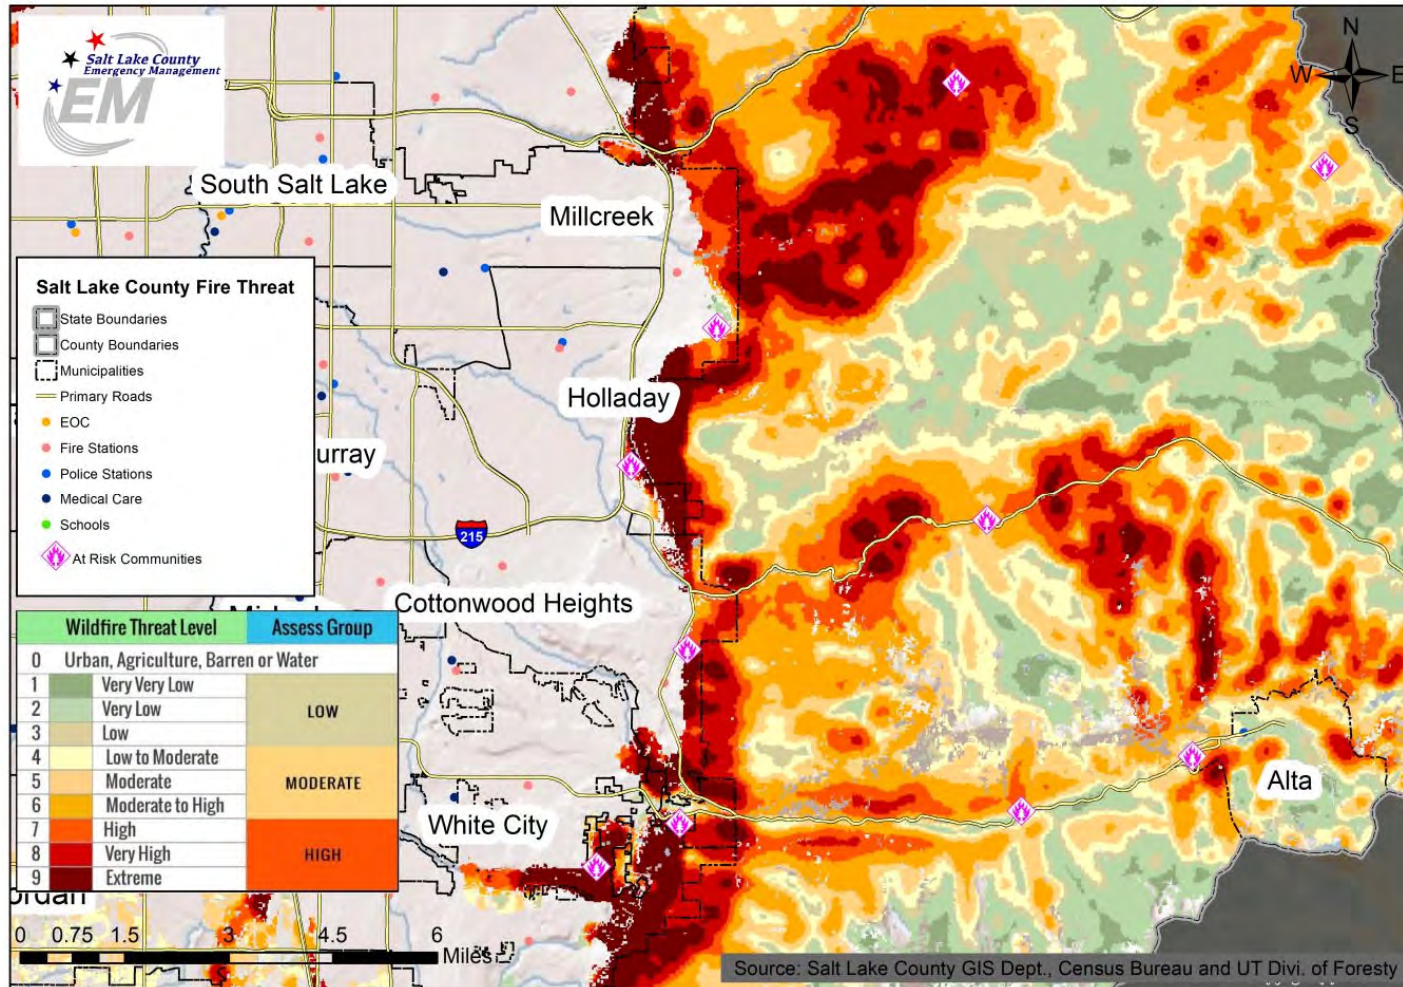 Salt Lake County
Emergency Management
EM
N
W
E
S
South Salt Lake
Millcreek
Salt Lake County Fire Threat
State Boundaries
County Boundaries
Municipalities
Primary Roads
EOC
Fire Stations
Police Stations
Medical Care
Schools
At Risk Communities
Holladay
urray
215
Cottonwood Heights
Wildfire Threat Level Assess Group
0 Urban, Agriculture, Barren or Water
1 Very Very Low
2 Very Low
3 Low
LOW
4 Low to Moderate
5 Moderate
6 Moderate to High
MODERATE
7 High
8 Very High
9 Extreme
HIGH
White City
Alta
ordan
0 0.75 1.5 3 4.5 6
Miles
Source: Salt Lake County GIS Dept., Census Bureau and UT Divi. of Foresty